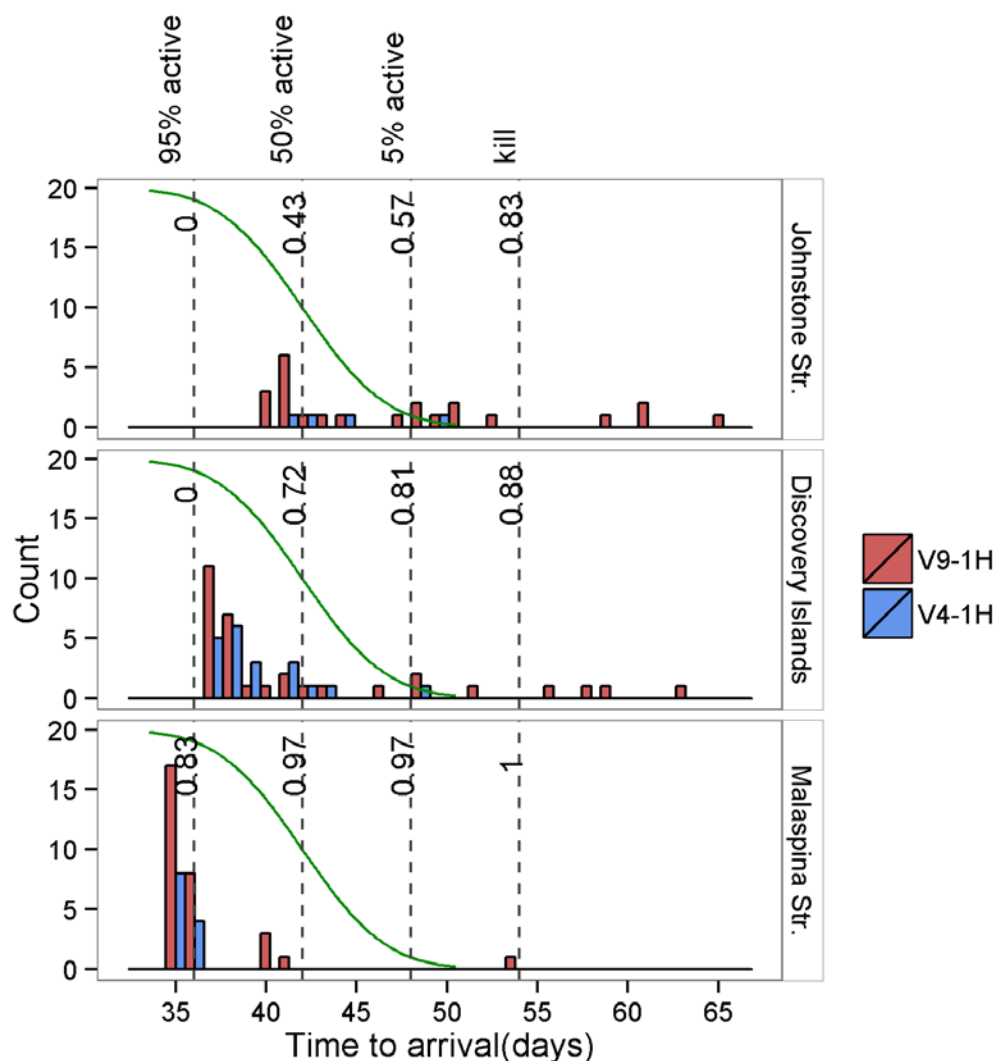 95% active
50% active
5% active
kill
20
15
10
5
0
0
0.43
0.57
0.83
Johnstone Str.
20
15
10
5
0
0
0.72
0.81
0.88
Discovery Islands
20
15
10
5
0
0.83
0.97
0.97
1
Malaspina Str.
Count
35 40 45 50 55 60 65
Time to arrival(days)
V9-1H
V4-1H